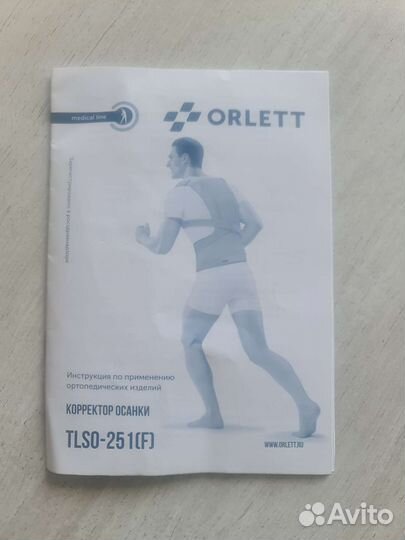 medical line
ORLETT
Инструкция по применению
ортопедических изделий
КОРРЕКТОР ОСАНКИ
TLSO-251(F)
WWW.ORLETT.RU
Avito